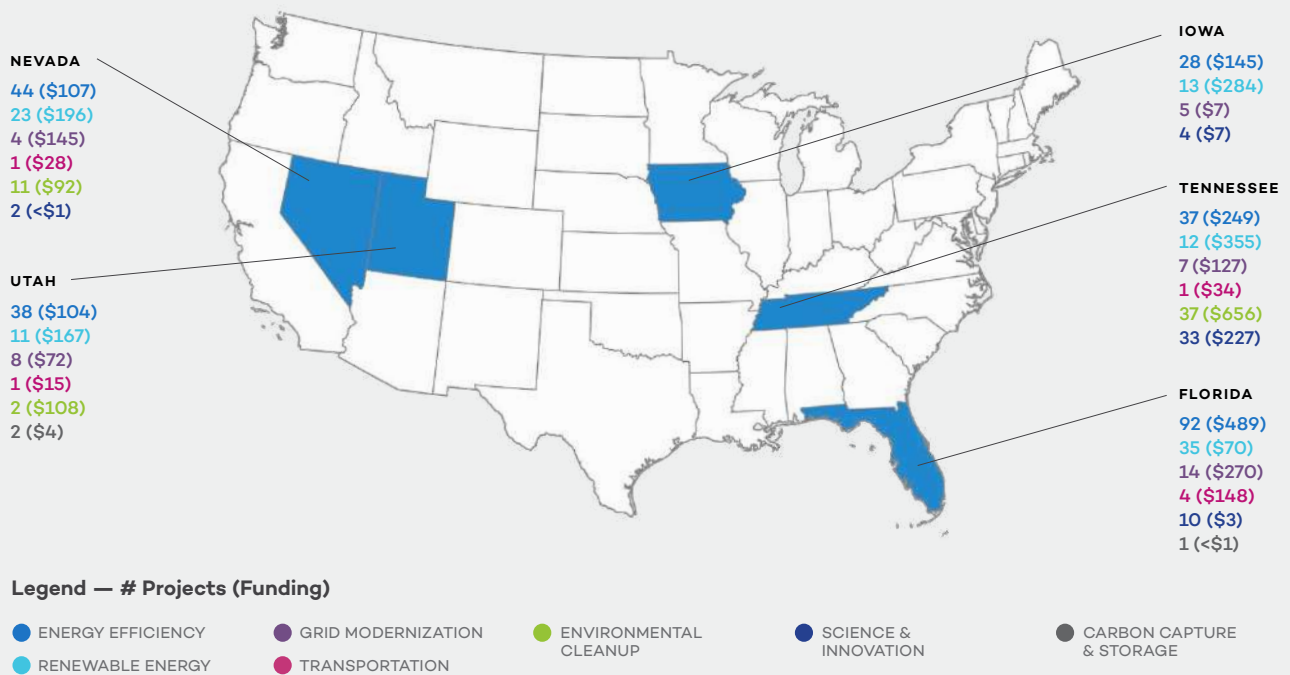 NEVADA
44 ($107)
23 ($196)
4 ($145)
1 ($28)
11 ($92)
2 (<$1)
UTAH
38 ($104)
11 ($167)
8 ($72)
1 ($15)
2 ($108)
2 ($4)
IOWA
28 ($145)
13 ($284)
5 ($7)
4 ($7)
TENNESSEE
37 ($249)
12 ($355)
7 ($127)
1 ($34)
37 ($656)
33 ($227)
FLORIDA
92 ($489)
35 ($70)
14 ($270)
4 ($148)
10 ($3)
1 (<$1)
Legend — # Projects (Funding)
ENERGY EFFICIENCY
RENEWABLE ENERGY
GRID MODERNIZATION
TRANSPORTATION
ENVIRONMENTAL
CLEANUP
SCIENCE &
INNOVATION
CARBON CAPTURE
& STORAGE